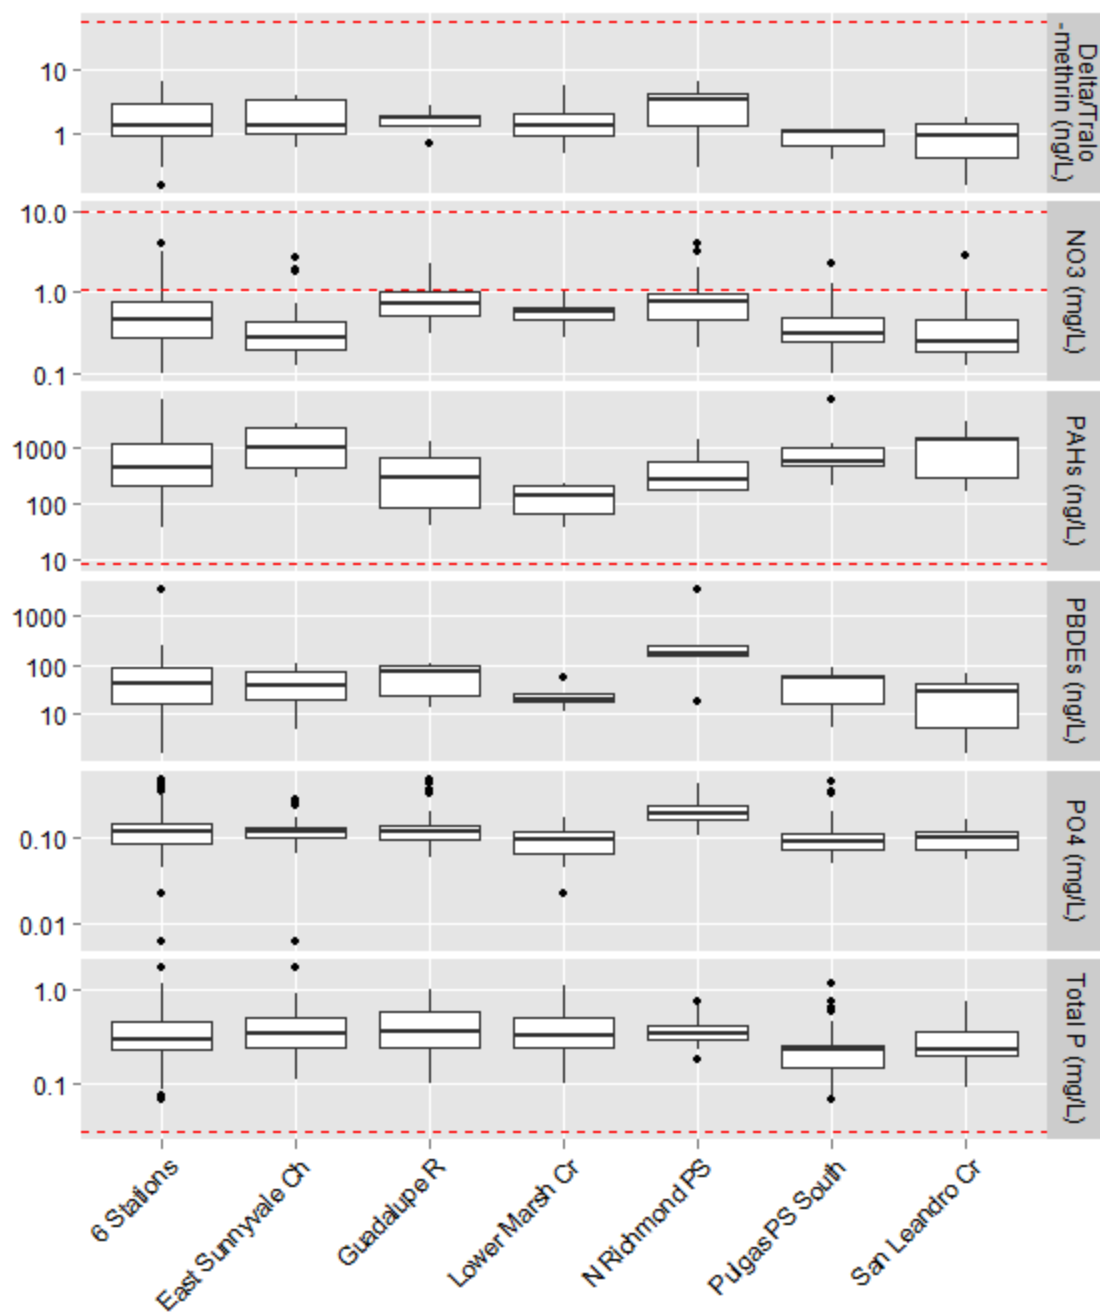 10
1
Delta/Tralo
-methrin (ng/L)
10.0
1.0
0.1
NO3 (mg/L)
1000
100
10
PAHs (ng/L)
1000
100
10
PBDEs (ng/L)
0.10
0.01
PO4 (mg/L)
1.0
0.1
Total P (mg/L)
6 Stations
East Sunnyvale Ch
Guadalupe R
Lower Marsh Cr
N Richmond PS
Pulgas PS South
San Leandro Cr